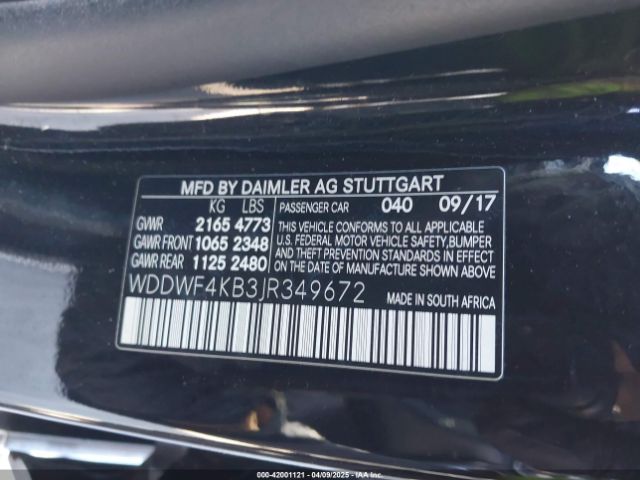 MFD BY DAIMLER AG STUTTGART
KG LBS
GVWR 2165 4773
GAWR FRONT 1065 2348
GAWR REAR 1125 2480
PASSENGER CAR 040 09/17
THIS VEHICLE CONFORMS TO ALL APPLICABLE
U.S. FEDERAL MOTOR VEHICLE SAFETY, BUMPER
AND THEFT PREVENTION STANDARDS IN EFFECT
ON THE DATE OF MANUFACTURE SHOWN ABOVE.
WDDWF4KB3JR349672 MADE IN SOUTH AFRICA
000-42001121 - 04/09/2025 - IAAI.COM